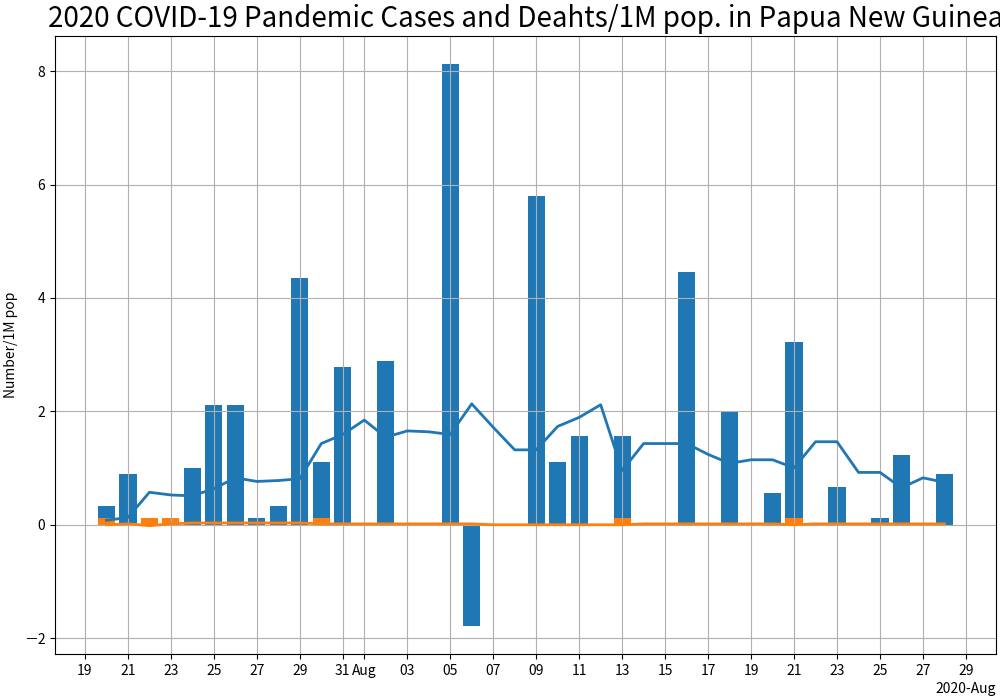 2020 COVID-19 Pandemic Cases and Deahts/1M pop. in Papua New Guinea
Number/1M pop
8
6
4
2
0
−2
19 21 23 25 27 29 31 Aug 03 05 07 09 11 13 15 17 19 21 23 25 27 29
2020-Aug